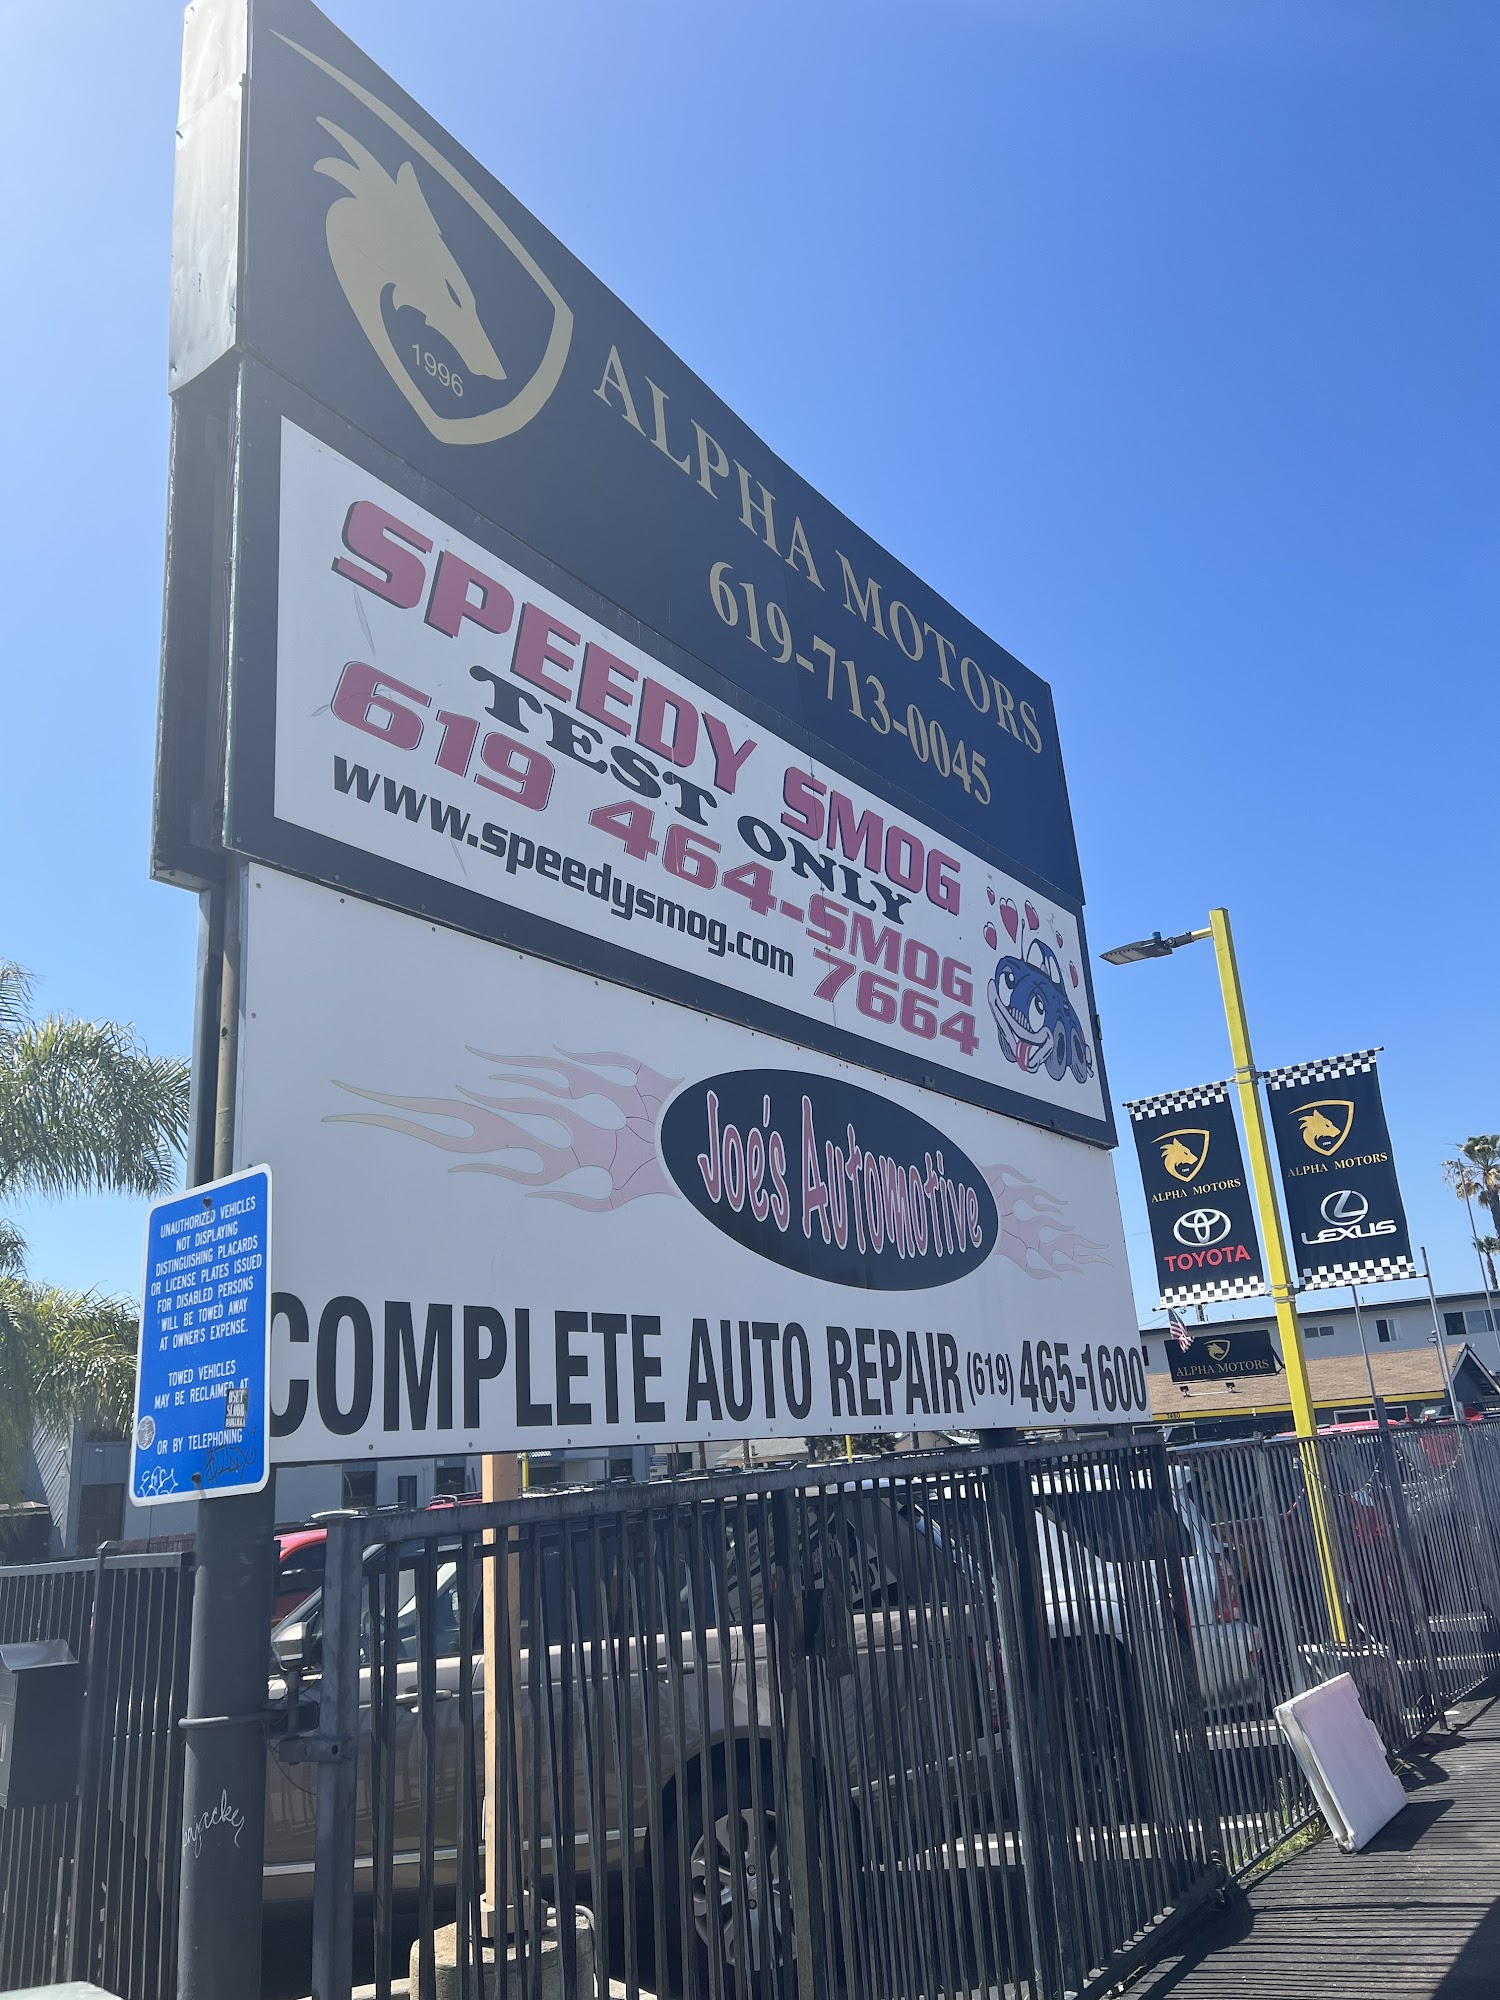 1996
ALPHA MOTORS
619-713-0045
SPEEDY SMOG
TEST ONLY
619 464-SMOG
7664
www.speedysmog.com
Joe's Automotive
COMPLETE AUTO REPAIR (619) 465-1600
UNAUTHORIZED VEHICLES
NOT DISPLAYING
DISTINGUISHING PLACARDS
OR LICENSE PLATES ISSUED
FOR DISABLED PERSONS
WILL BE TOWED AWAY
AT OWNER'S EXPENSE.
TOWED VEHICLES
MAY BE RECLAIMED AT
OR BY TELEPHONING
ALPHA MOTORS
TOYOTA
ALPHA MOTORS
LEXUS
ALPHA MOTORS